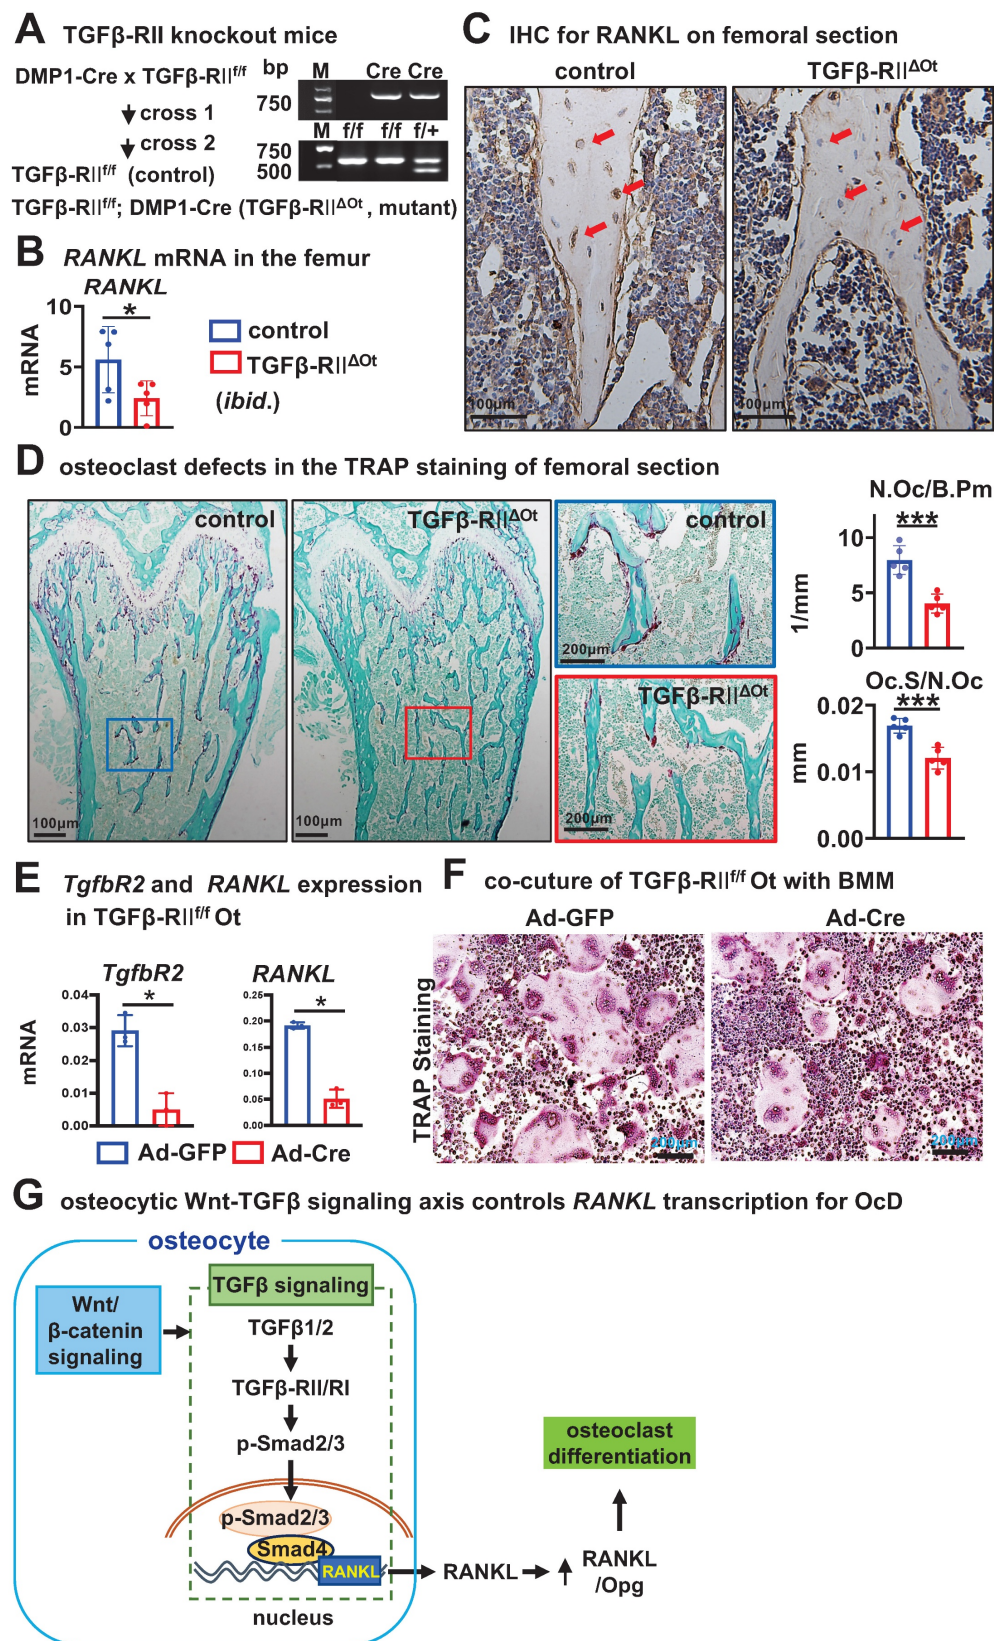 A TGFβ-RII knockout mice
DMP1-Cre x TGFβ-RII^f/f
cross 1
cross 2
TGFβ-RII^f/f (control)
TGFβ-RII^f/f; DMP1-Cre (TGFβ-RII^ΔOt, mutant)
bp M Cre Cre
750
M f/f f/f f/+
750
500
B RANKL mRNA in the femur
RANKL
mRNA
10
5
0
*
control
TGFβ-RII^ΔOt
(ibid.)
C IHC for RANKL on femoral section
control
TGFβ-RII^ΔOt
100μm
100μm
D osteoclast defects in the TRAP staining of femoral section
control
100μm
TGFβ-RII^ΔOt
100μm
control
200μm
TGFβ-RII^ΔOt
200μm
N.Oc/B.Pm
***
1/mm
10
5
0
Oc.S/N.Oc
***
mm
0.02
0.01
0.00
E TgfbR2 and RANKL expression
in TGFβ-RII^f/f Ot
TgfbR2
*
mRNA
0.04
0.03
0.02
0.01
0.00
RANKL
*
0.25
0.20
0.15
0.10
0.05
0.00
Ad-GFP
Ad-Cre
F co-cuture of TGFβ-RII^f/f Ot with BMM
Ad-GFP
Ad-Cre
TRAP Staining
200μm
200μm
G osteocytic Wnt-TGFβ signaling axis controls RANKL transcription for OcD
osteocyte
Wnt/
β-catenin
signaling
TGFβ signaling
TGFβ1/2
TGFβ-RII/RI
p-Smad2/3
p-Smad2/3
Smad4
RANKL
nucleus
RANKL
RANKL
/Opg
osteoclast
differentiation